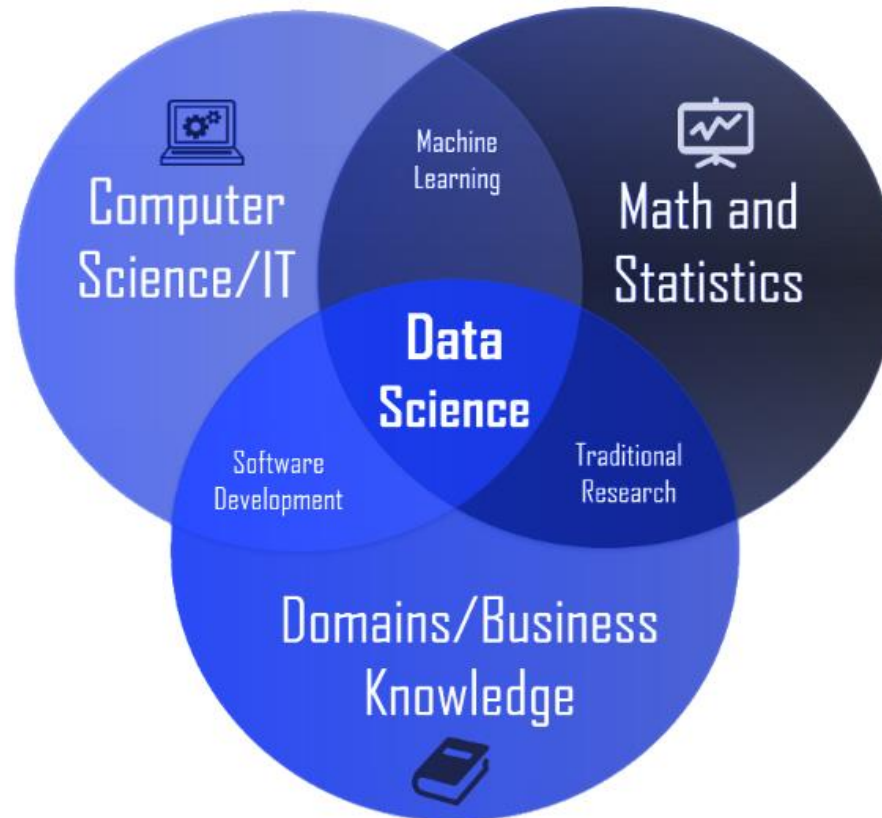 Machine
Learning
Computer
Science/IT
Math and
Statistics
Data
Science
Software
Development
Traditional
Research
Domains/Business
Knowledge